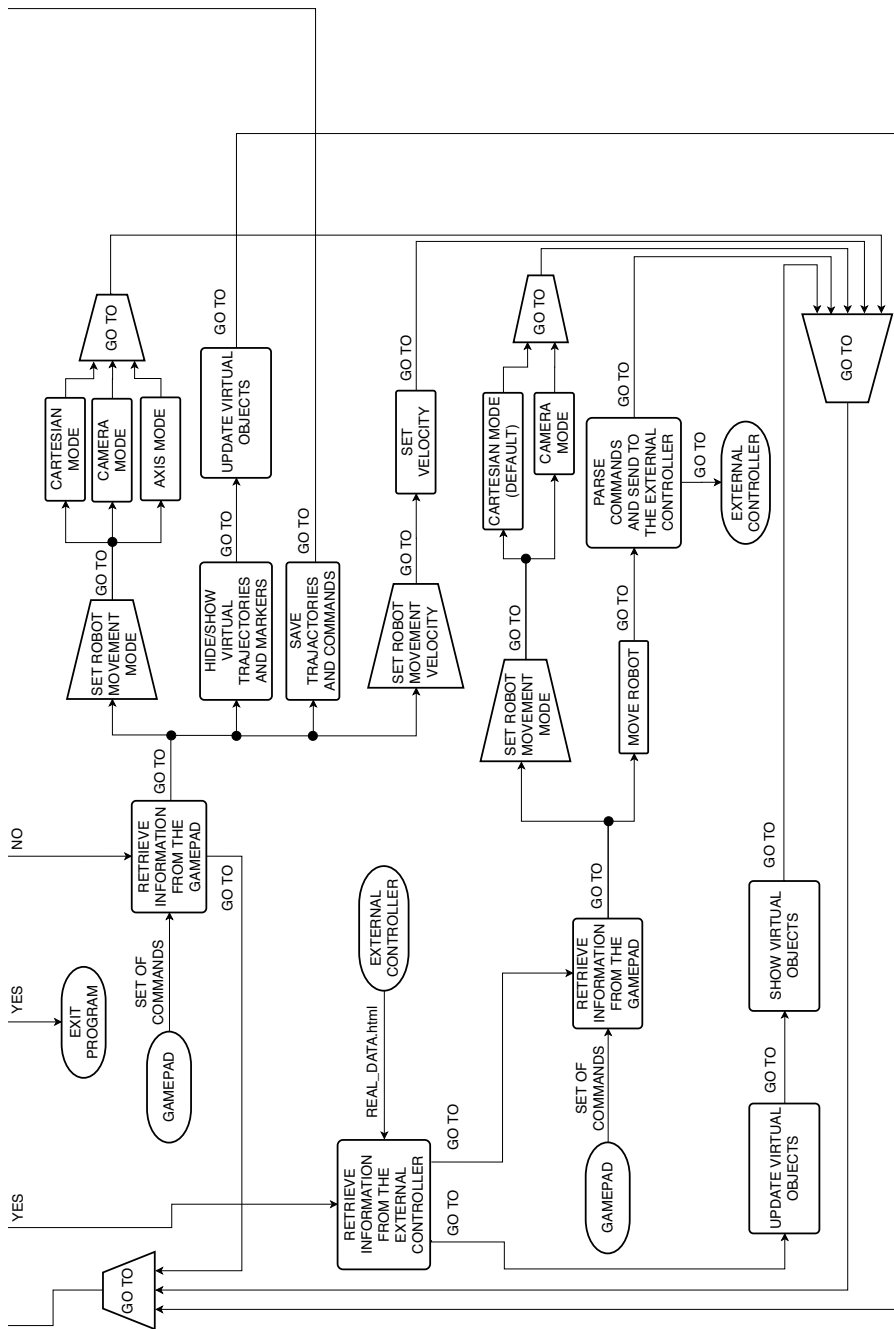 YES
YES
NO
GO TO
EXIT
PROGRAM
GAMEPAD
SET OF
COMMANDS
RETRIEVE
INFORMATION
FROM THE
GAMEPAD
GO TO
GO TO
SET ROBOT
MOVEMENT
MODE
GO TO
CARTESIAN
MODE
CAMERA
MODE
AXIS MODE
GO TO
HIDE/SHOW
VIRTUAL
TRAJECTORIES
AND MARKERS
GO TO
UPDATE VIRTUAL
OBJECTS
GO TO
SAVE
TRAJACTORIES
AND COMMANDS
GO TO
SET ROBOT
MOVEMENT
VELOCITY
GO TO
SET
VELOCITY
GO TO
RETRIEVE
INFORMATION
FROM THE
EXTERNAL
CONTROLLER
REAL_DATA.html
EXTERNAL
CONTROLLER
GO TO
GO TO
GAMEPAD
SET OF
COMMANDS
RETRIEVE
INFORMATION
FROM THE
GAMEPAD
GO TO
SET ROBOT
MOVEMENT
MODE
GO TO
CARTESIAN MODE
(DEFAULT)
CAMERA
MODE
GO TO
MOVE ROBOT
GO TO
PARSE
COMMANDS
AND SEND TO
THE EXTERNAL
CONTROLLER
GO TO
GO TO
EXTERNAL
CONTROLLER
UPDATE VIRTUAL
OBJECTS
GO TO
SHOW VIRTUAL
OBJECTS
GO TO
GO TO